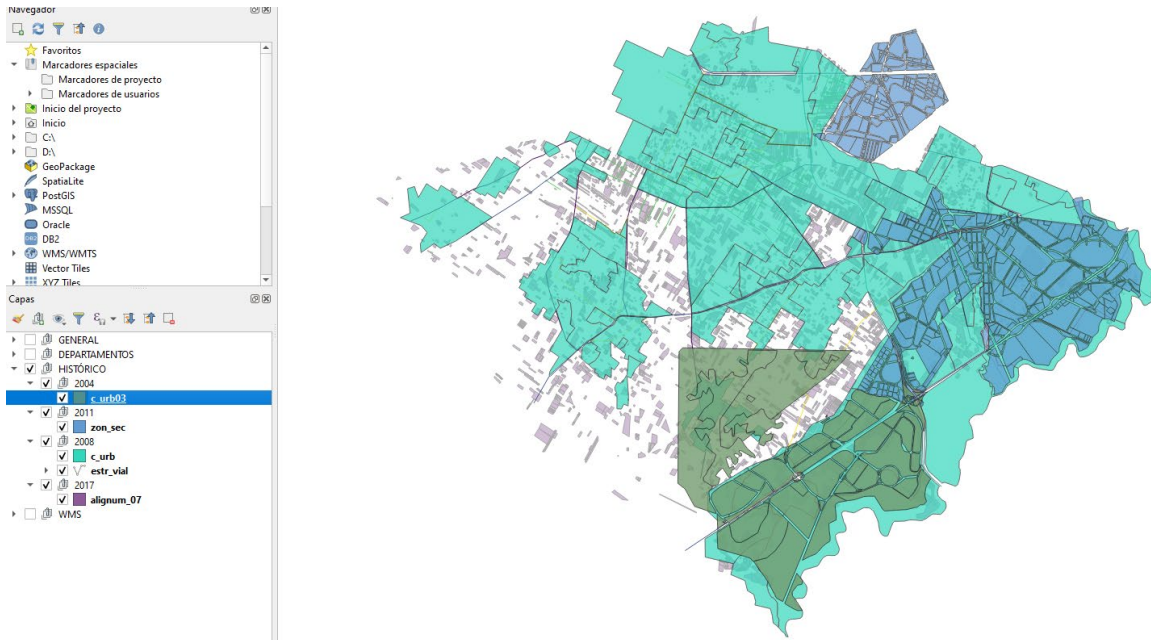 Navegador
Favoritos
Marcadores espaciales
Marcadores de proyecto
Marcadores de usuarios
Inicio del proyecto
Inicio
C:\
D:\
GeoPackage
SpatiaLite
PostGIS
MSSQL
Oracle
DB2
WMS/WMTS
Vector Tiles
XYZ Tiles
Capas
GENERAL
DEPARTAMENTOS
HISTÓRICO
2004
c_urb03
2011
zon_sec
2008
c_urb
estr_vial
2017
alignum_07
WMS